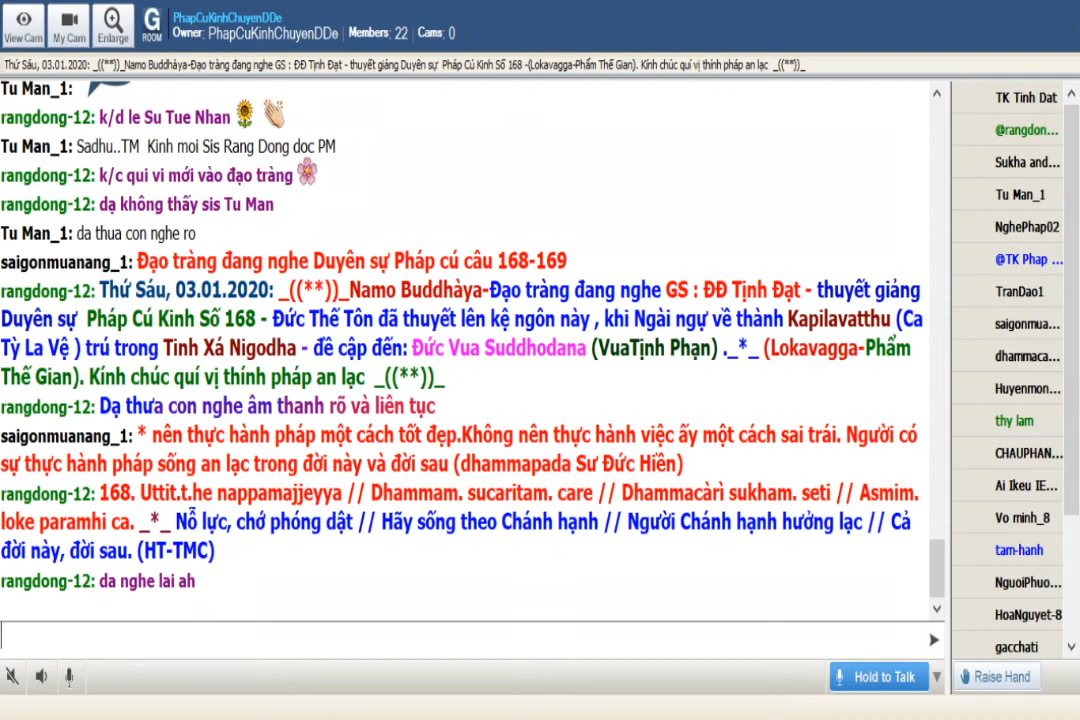 View Cam
My Cam
Enlarge
G
ROOM
PhapCuKinhChuyenDDe
Owner: PhapCuKinhChuyenDDe Members: 22 Cams: 0
Thứ Sáu, 03.01.2020: _((**))_Namo Buddhàya-Đạo tràng đang nghe GS : ĐĐ Tịnh Đạt - thuyết giảng Duyên sự Pháp Cú Kinh Số 168 -(Lokavagga-Phẩm Thế Gian). Kính chúc quí vị thính pháp an lạc _((**))_
Tu Man_1:
rangdong-12: k/d le Su Tue Nhan
Tu Man_1: Sadhu..TM Kinh moi Sis Rang Dong doc PM
rangdong-12: k/c qui vi mới vào đạo tràng
rangdong-12: dạ không thấy sis Tu Man
Tu Man_1: da thua con nghe ro
saigonmuanang_1: Đạo tràng đang nghe Duyên sự Pháp cú câu 168-169
rangdong-12: Thứ Sáu, 03.01.2020: _((**))_Namo Buddhàya-Đạo tràng đang nghe GS : ĐĐ Tịnh Đạt - thuyết giảng
Duyên sự Pháp Cú Kinh Số 168 - Đức Thế Tôn đã thuyết lên kệ ngôn này , khi Ngài ngự về thành Kapilavatthu (Ca
Tỳ La Vệ ) trú trong Tinh Xá Nigodha - đề cập đến: Đức Vua Suddhodana (VuaTịnh Phạn) ._*_ (Lokavagga-Phẩm
Thế Gian). Kính chúc quí vị thính pháp an lạc _((**))_
rangdong-12: Dạ thưa con nghe âm thanh rõ và liên tục
saigonmuanang_1: * nên thực hành pháp một cách tốt đẹp.Không nên thực hành việc ấy một cách sai trái. Người có
sự thực hành pháp sống an lạc trong đời này và đời sau (dhammapada Sư Đức Hiền)
rangdong-12: 168. Uttit.t.he nappamajjeyya // Dhammam. sucaritam. care // Dhammacàrì sukham. seti // Asmim.
loke paramhi ca. _*_ Nỗ lực, chớ phóng dật // Hãy sống theo Chánh hạnh // Người Chánh hạnh hưởng lạc // Cả
đời này, đời sau. (HT-TMC)
rangdong-12: da nghe lai ah
Hold to Talk
TK Tinh Dat
@rangdon...
Sukha and...
Tu Man_1
NghePhap02
@TK Phap ...
TranDao1
saigonmua...
dhammaca...
Huyenmon...
thy lam
CHAUPHAN...
Ai Ikeu IE...
Vo minh_8
tam-hanh
NguoiPhuo...
HoaNguyet-8
gacchati
Raise Hand